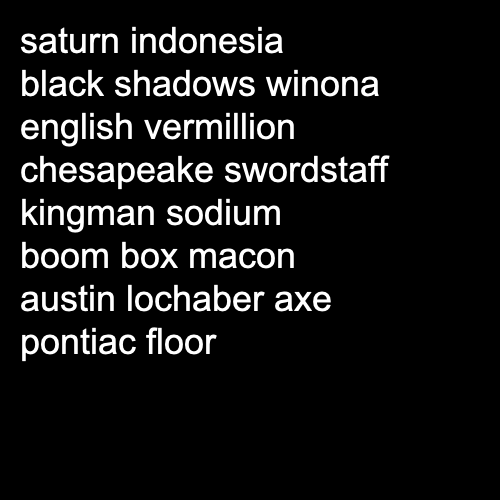 saturn indonesia
black shadows winona
english vermillion
chesapeake swordstaff
kingman sodium
boom box macon
austin lochaber axe
pontiac floor